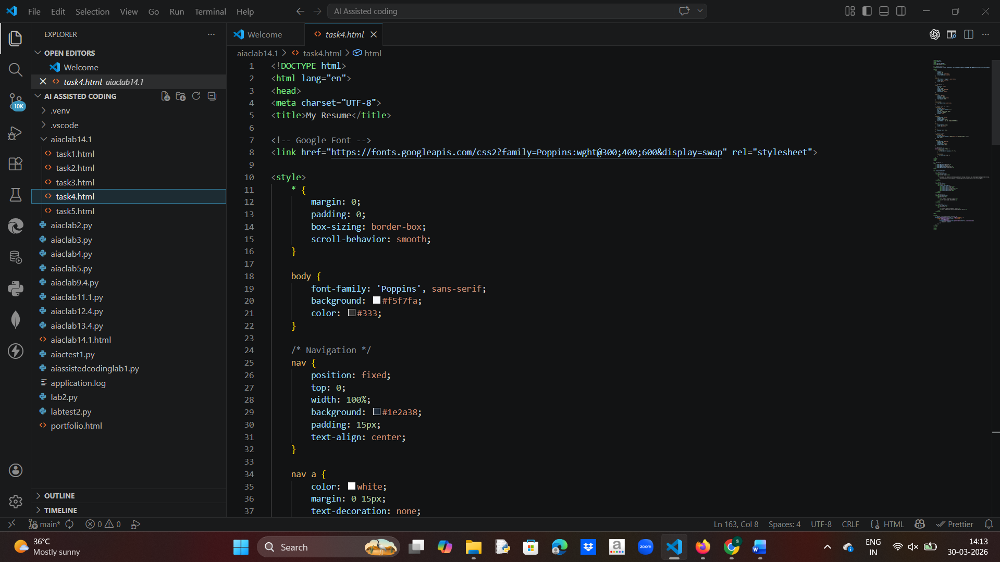 File Edit Selection View Go Run Terminal Help
AI Assisted coding
EXPLORER
OPEN EDITORS
Welcome
task4.html aiaclab14.1
AI ASSISTED CODING
.venv
.vscode
aiaclab14.1
task1.html
task2.html
task3.html
task4.html
task5.html
aiaclab2.py
aiaclab3.py
aiaclab4.py
aiaclab5.py
aiaclab9.4.py
aiaclab11.1.py
aiaclab12.4.py
aiaclab13.4.py
aiaclab14.1.html
aiactest1.py
aiassistedcodinglab1.py
application.log
lab2.py
labtest2.py
portfolio.html
OUTLINE
TIMELINE
10K
Welcome
task4.html
aiaclab14.1 > task4.html > html
1 <!DOCTYPE html>
2 <html lang="en">
3 <head>
4 <meta charset="UTF-8">
5 <title>My Resume</title>
6
7 <!-- Google Font -->
8 <link href="https://fonts.googleapis.com/css2?family=Poppins:wght@300;400;600&display=swap" rel="stylesheet">
9
10 <style>
11 * {
12 margin: 0;
13 padding: 0;
14 box-sizing: border-box;
15 scroll-behavior: smooth;
16 }
17
18 body {
19 font-family: 'Poppins', sans-serif;
20 background: #f5f7fa;
21 color: #333;
22 }
23
24 /* Navigation */
25 nav {
26 position: fixed;
27 top: 0;
28 width: 100%;
29 background: #1e2a38;
30 padding: 15px;
31 text-align: center;
32 }
33
34 nav a {
35 color: white;
36 margin: 0 15px;
37 text-decoration: none;
main* 0 0
Ln 163, Col 8 Spaces: 4 UTF-8 CRLF {} HTML Prettier
36°C
Mostly sunny
Search
zoom
ENG
IN
14:13
30-03-2026